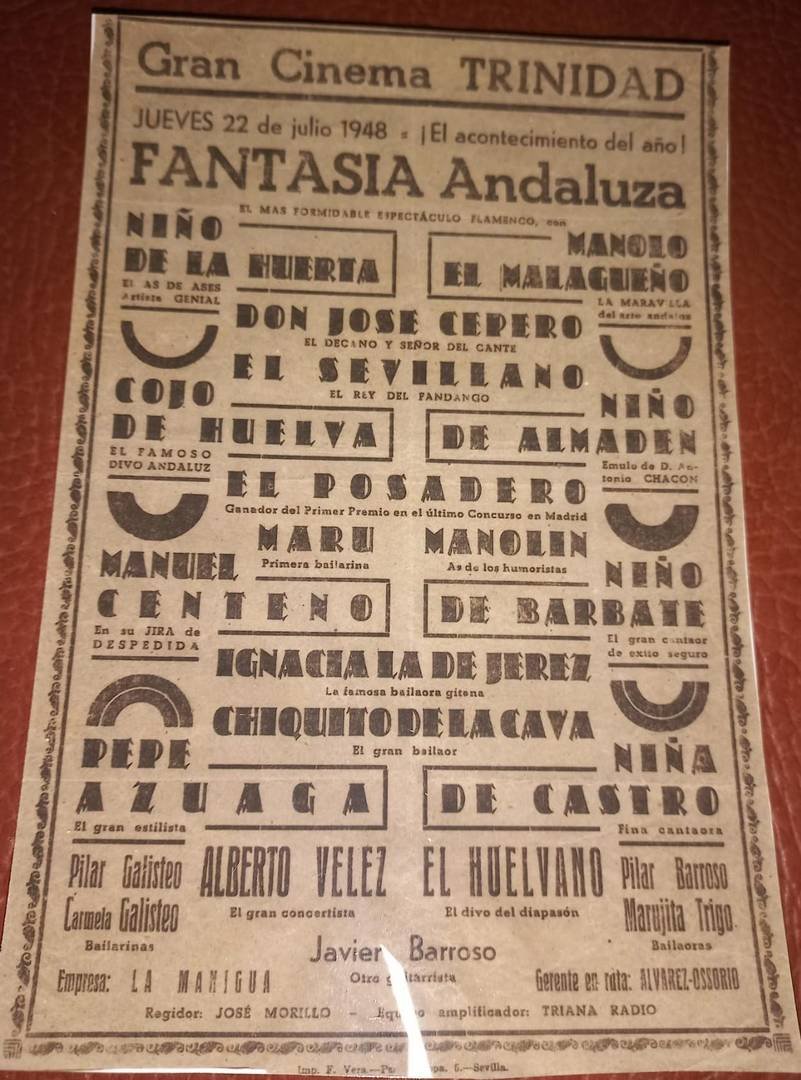 Gran Cinema TRINIDAD
JUEVES 22 de julio 1948 = ¡El acontecimiento del año!
FANTASIA Andaluza
EL MAS FORMIDABLE ESPECTÁCULO FLAMENCO, con
NIÑO
DE LA HUERTA
EL AS DE ASES
Artista GENIAL
MANOLO
EL MALAGUEÑO
LA MARAVILLA
del arte andaluz
DON JOSE CEPERO
EL DECANO Y SEÑOR DEL CANTE
EL SEVILLANO
EL REY DEL FANDANGO
COJO
DE HUELVA
EL FAMOSO
DIVO ANDALUZ
NIÑO
DE ALMADEN
Emulo de D. An-
tonio CHACON
EL POSADERO
Ganador del Primer Premio en el último Concurso en Madrid
MARU
Primera bailarina
MANOLIN
As de los humoristas
MANUEL
CENTENO
En su JIRA de
DESPEDIDA
NIÑO
DE BARBATE
El gran cantaor
de exito seguro
IGNACIA LA DE JEREZ
La famosa bailaora gitana
CHIQUITO DE LA CAVA
El gran bailaor
PEPE
AZUAGA
El gran estilista
NIÑA
DE CASTRO
Fina cantaora
Pilar Galisteo
Carmela Galisteo
Bailarinas
ALBERTO VELEZ
El gran concertista
EL HUELVANO
El divo del diapasón
Pilar Barroso
Marujita Trigo
Bailaoras
Javier Barroso
Otro guitarrista
Empresa: LA MANIGUA
Gerente en ruta: ALVAREZ-OSSORIO
Regidor: JOSÉ MORILLO - Equipo amplificador: TRIANA RADIO
Imp. F. Vera.—6.—Sevilla.